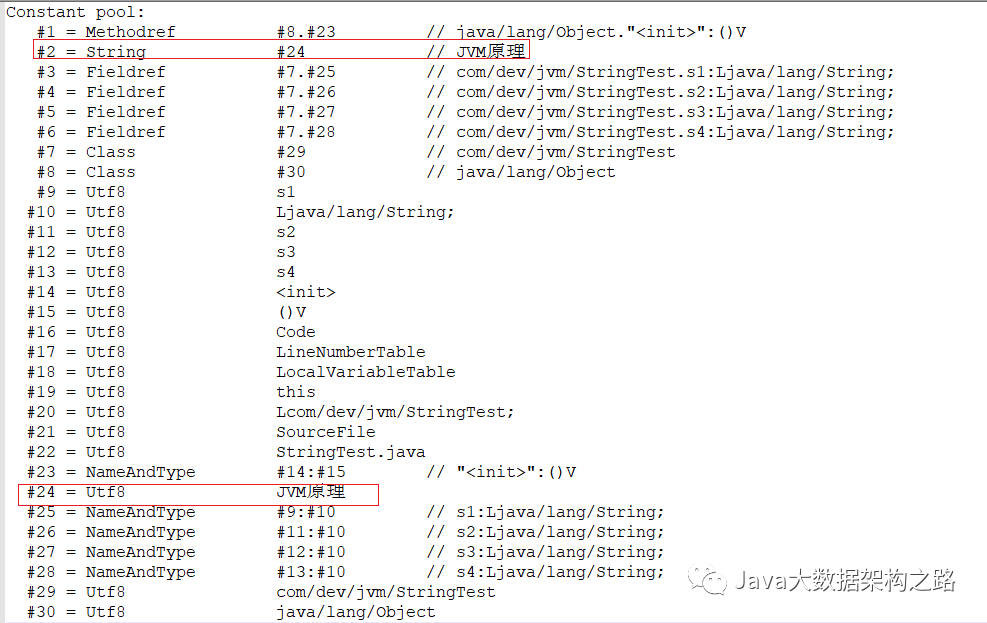 Constant pool:
#1 = Methodref #8.#23 // java/lang/Object."<init>":()V
#2 = String #24 // JVM原理
#3 = Fieldref #7.#25 // com/dev/jvm/StringTest.s1:Ljava/lang/String;
#4 = Fieldref #7.#26 // com/dev/jvm/StringTest.s2:Ljava/lang/String;
#5 = Fieldref #7.#27 // com/dev/jvm/StringTest.s3:Ljava/lang/String;
#6 = Fieldref #7.#28 // com/dev/jvm/StringTest.s4:Ljava/lang/String;
#7 = Class #29 // com/dev/jvm/StringTest
#8 = Class #30 // java/lang/Object
#9 = Utf8 s1
#10 = Utf8 Ljava/lang/String;
#11 = Utf8 s2
#12 = Utf8 s3
#13 = Utf8 s4
#14 = Utf8 <init>
#15 = Utf8 ()V
#16 = Utf8 Code
#17 = Utf8 LineNumberTable
#18 = Utf8 LocalVariableTable
#19 = Utf8 this
#20 = Utf8 Lcom/dev/jvm/StringTest;
#21 = Utf8 SourceFile
#22 = Utf8 StringTest.java
#23 = NameAndType #14:#15 // "<init>":()V
#24 = Utf8 JVM原理
#25 = NameAndType #9:#10 // s1:Ljava/lang/String;
#26 = NameAndType #11:#10 // s2:Ljava/lang/String;
#27 = NameAndType #12:#10 // s3:Ljava/lang/String;
#28 = NameAndType #13:#10 // s4:Ljava/lang/String;
Java大数据架构之路
#29 = Utf8 com/dev/jvm/StringTest
#30 = Utf8 java/lang/Object